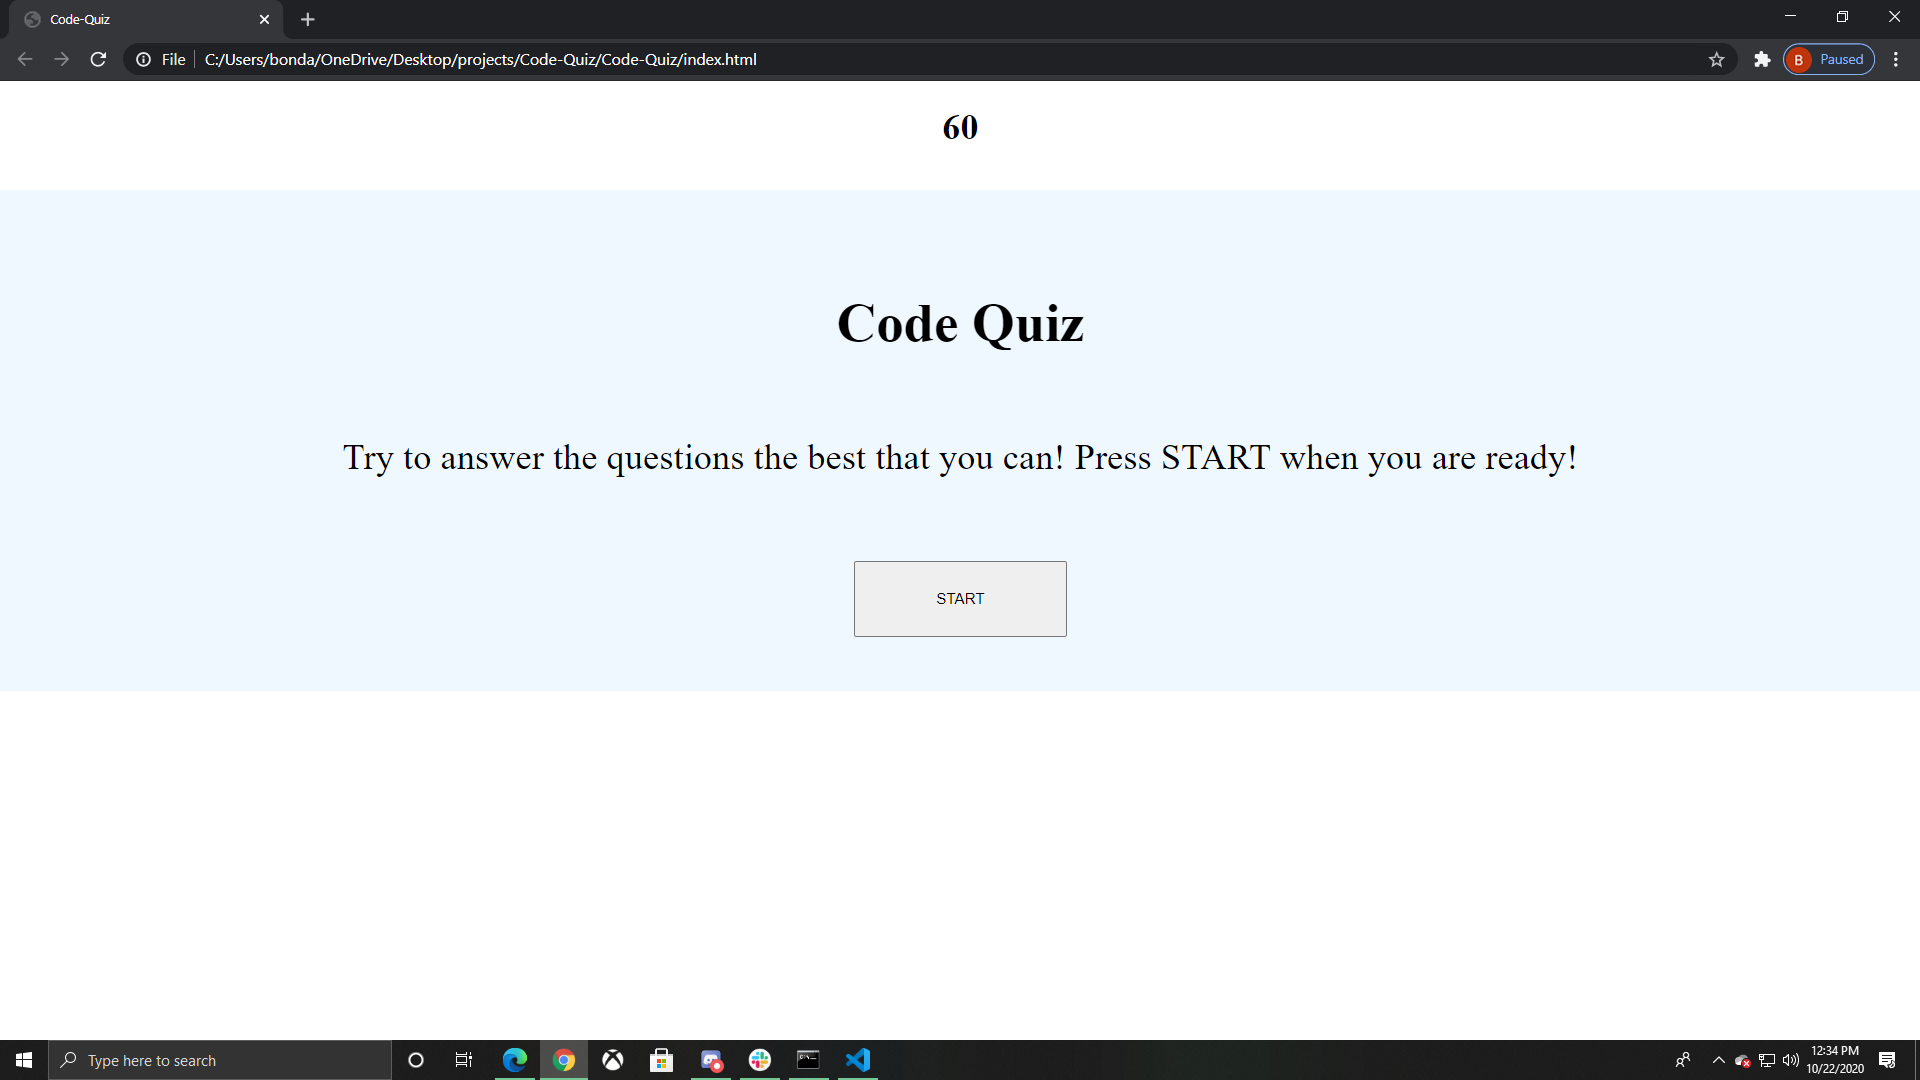 Code-Quiz
File
C:/Users/bonda/OneDrive/Desktop/projects/Code-Quiz/Code-Quiz/index.html
B
Paused
60
Code Quiz
Try to answer the questions the best that you can! Press START when you are ready!
START
Type here to search
12:34 PM
10/22/2020